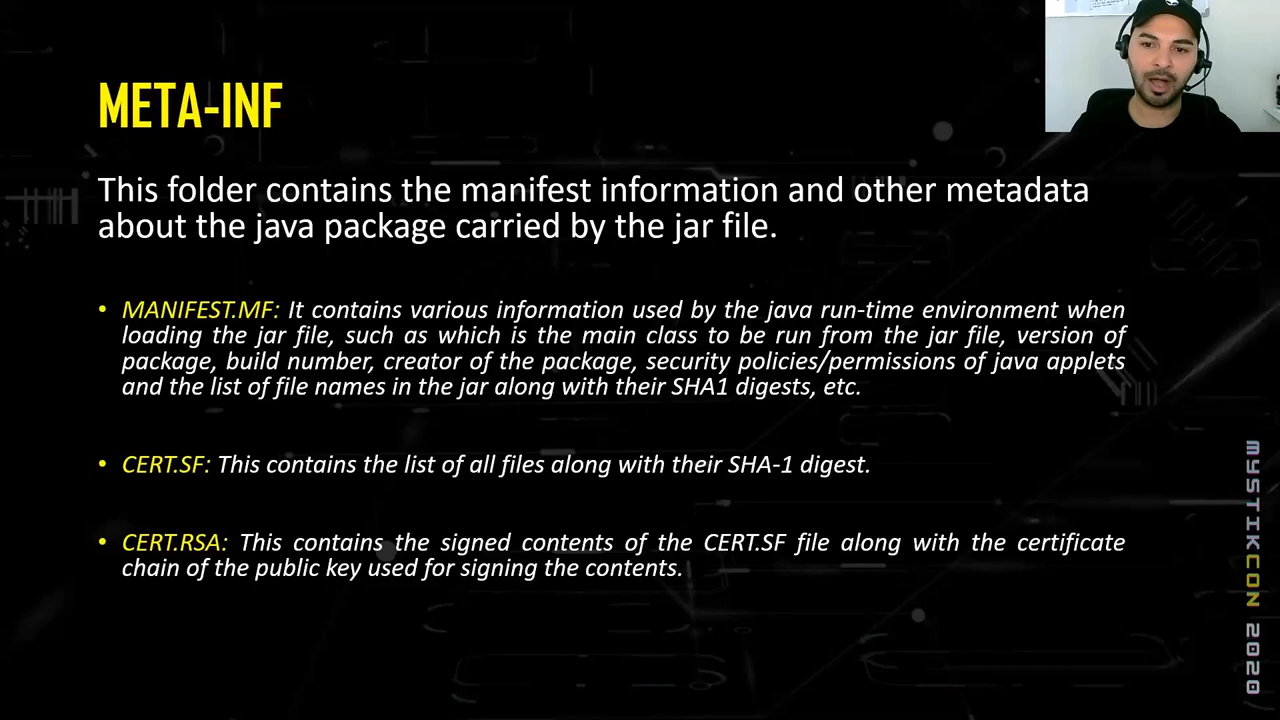 META-INF
This folder contains the manifest information and other metadata
about the java package carried by the jar file.
• MANIFEST.MF: It contains various information used by the java run-time environment when
loading the jar file, such as which is the main class to be run from the jar file, version of
package, build number, creator of the package, security policies/permissions of java applets
and the list of file names in the jar along with their SHA1 digests, etc.
• CERT.SF: This contains the list of all files along with their SHA-1 digest.
• CERT.RSA: This contains the signed contents of the CERT.SF file along with the certificate
chain of the public key used for signing the contents.
MYSTIKCON 2020